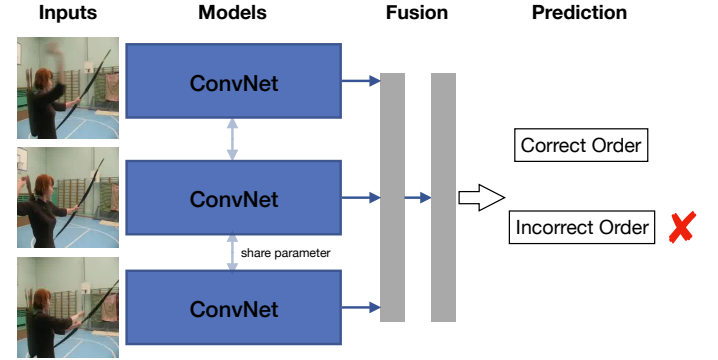 Inputs Models Fusion Prediction
ConvNet
Correct Order
ConvNet
Incorrect Order ✘
share parameter
ConvNet